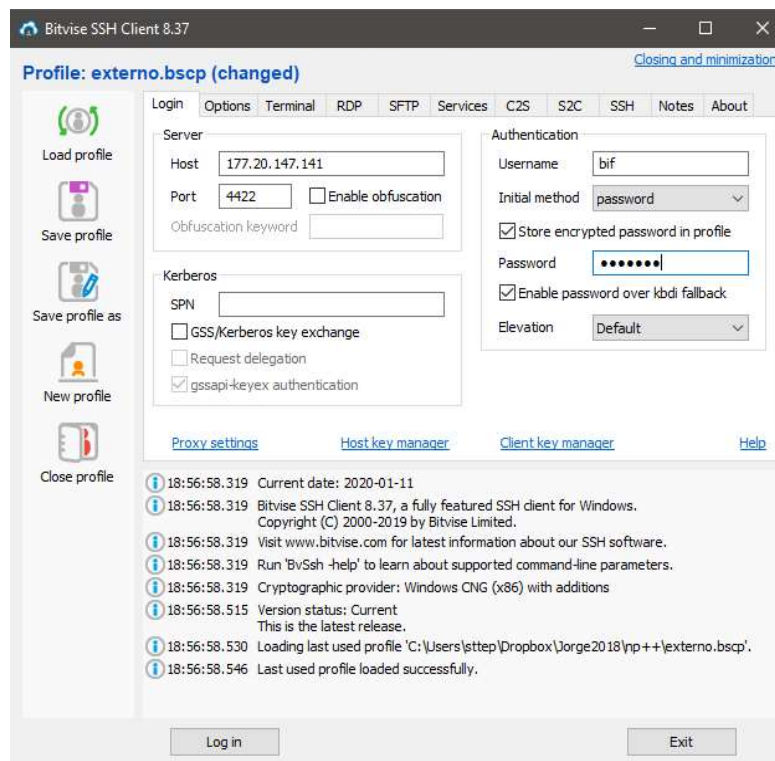 Bitvise SSH Client 8.37
Profile: externo.bscp (changed)
Closing and minimization
Load profile
Save profile
Save profile as
New profile
Close profile
Login Options Terminal RDP SFTP Services C2S S2C SSH Notes About
Server
Host 177.20.147.141
Port 4422 Enable obfuscation
Obfuscation keyword
Kerberos
SPN
GSS/Kerberos key exchange
Request delegation
gssapi-keyex authentication
Authentication
Username bif
Initial method password
Store encrypted password in profile
Password •••••••
Enable password over kbdi fallback
Elevation Default
Proxy settings Host key manager Client key manager Help
18:56:58.319 Current date: 2020-01-11
18:56:58.319 Bitvise SSH Client 8.37, a fully featured SSH client for Windows.
Copyright (C) 2000-2019 by Bitvise Limited.
18:56:58.319 Visit www.bitvise.com for latest information about our SSH software.
18:56:58.319 Run 'BvSsh -help' to learn about supported command-line parameters.
18:56:58.319 Cryptographic provider: Windows CNG (x86) with additions
18:56:58.515 Version status: Current
This is the latest release.
18:56:58.530 Loading last used profile 'C:\Users\sttep\Dropbox\Jorge2018\np++\externo.bscp'.
18:56:58.546 Last used profile loaded successfully.
Log in Exit